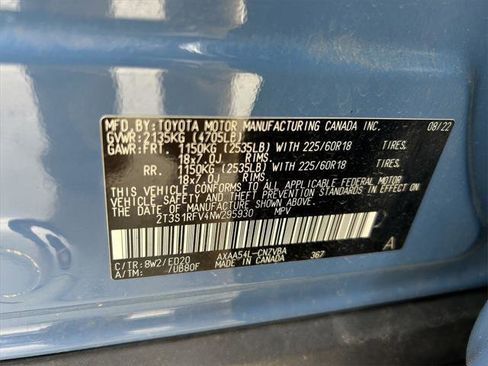 MFD.BY: TOYOTA MOTOR MANUFACTURING CANADA INC. 08/22
GVWR: 2135KG (4705LB)
GAWR: FRT. 1150KG (2535LB) WITH 225/60R18 TIRES,
18x7.0J RIMS.
RR. 1150KG (2535LB) WITH 225/60R18 TIRES,
18x7.0J RIMS.
THIS VEHICLE CONFORMS TO ALL APPLICABLE FEDERAL MOTOR
VEHICLE SAFETY AND THEFT PREVENTION STANDARDS IN EFFECT
ON THE DATE OF MANUFACTURE SHOWN ABOVE.
2T3S1RFV4NW295930 MPV
A
C/TR: 8W2/ED20 AXAA54L-CNZVBA
A/TM: /UB80F MADE IN CANADA 367